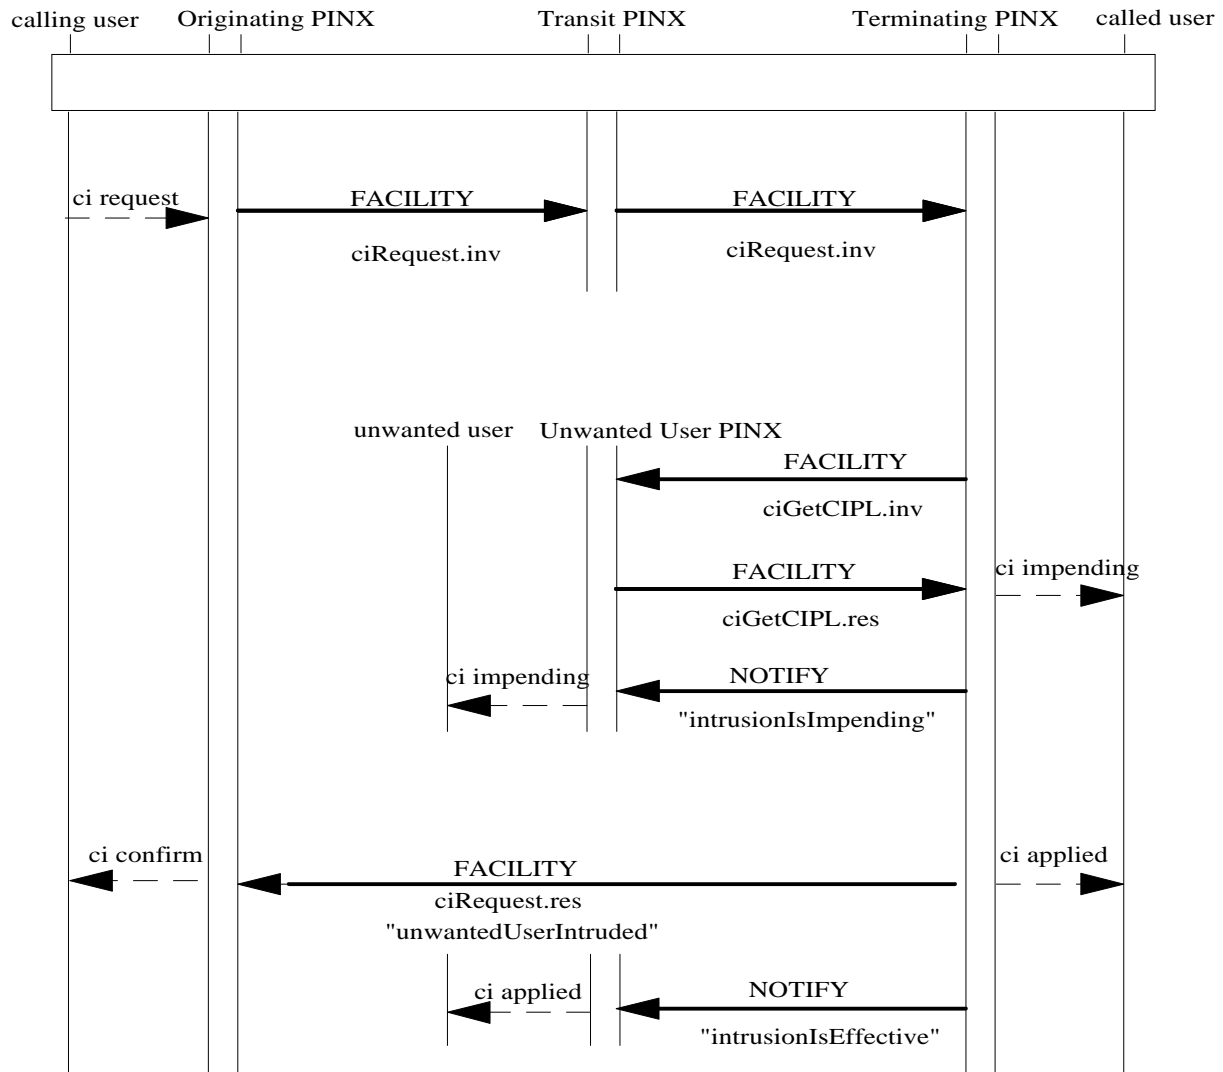 calling user Originating PINX Transit PINX Terminating PINX called user
ci request FACILITY FACILITY
ciRequest.inv ciRequest.inv
unwanted user Unwanted User PINX
FACILITY
ciGetCIPL.inv
FACILITY ci impending
ciGetCIPL.res
ci impending NOTIFY
"intrusionIsImpending"
ci confirm FACILITY ci applied
ciRequest.res
"unwantedUserIntruded"
ci applied NOTIFY
"intrusionIsEffective"